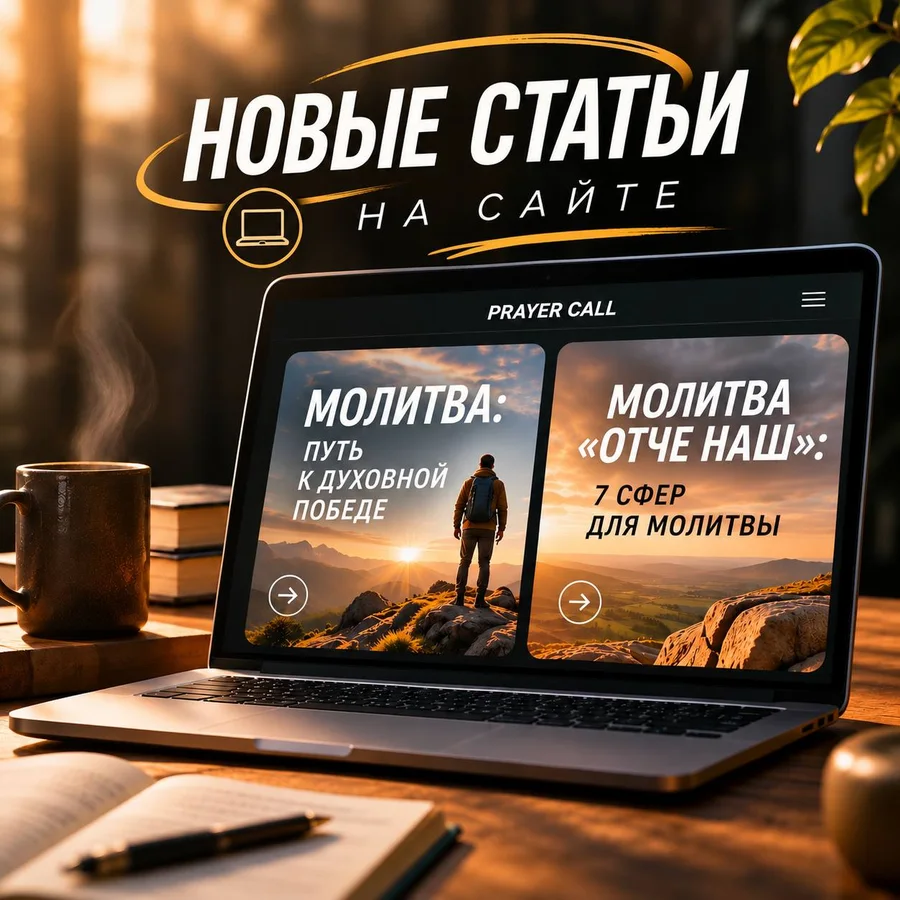 НОВЫЕ СТАТЬИ
НА САЙТЕ
PRAYER CALL
МОЛИТВА:
ПУТЬ
К ДУХОВНОЙ
ПОБЕДЕ
МОЛИТВА
«ОТЧЕ НАШ»:
7 СФЕР
ДЛЯ МОЛИТВЫ